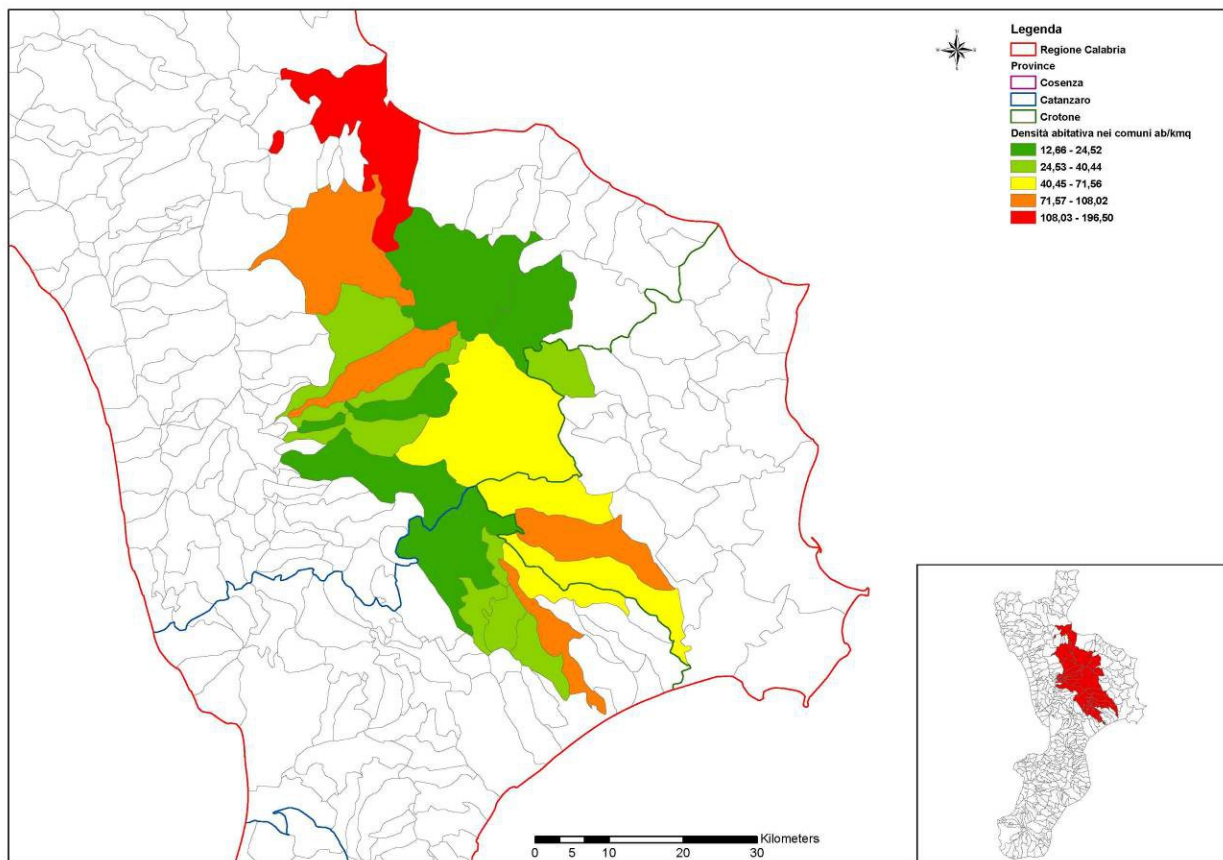 Legenda
Regione Calabria
Province
Cosenza
Catanzaro
Crotone
Densità abitativa nei comuni ab/kmq
12,66 - 24,52
24,53 - 40,44
40,45 - 71,56
71,57 - 108,02
108,03 - 196,50
Kilometers
0 5 10 20 30